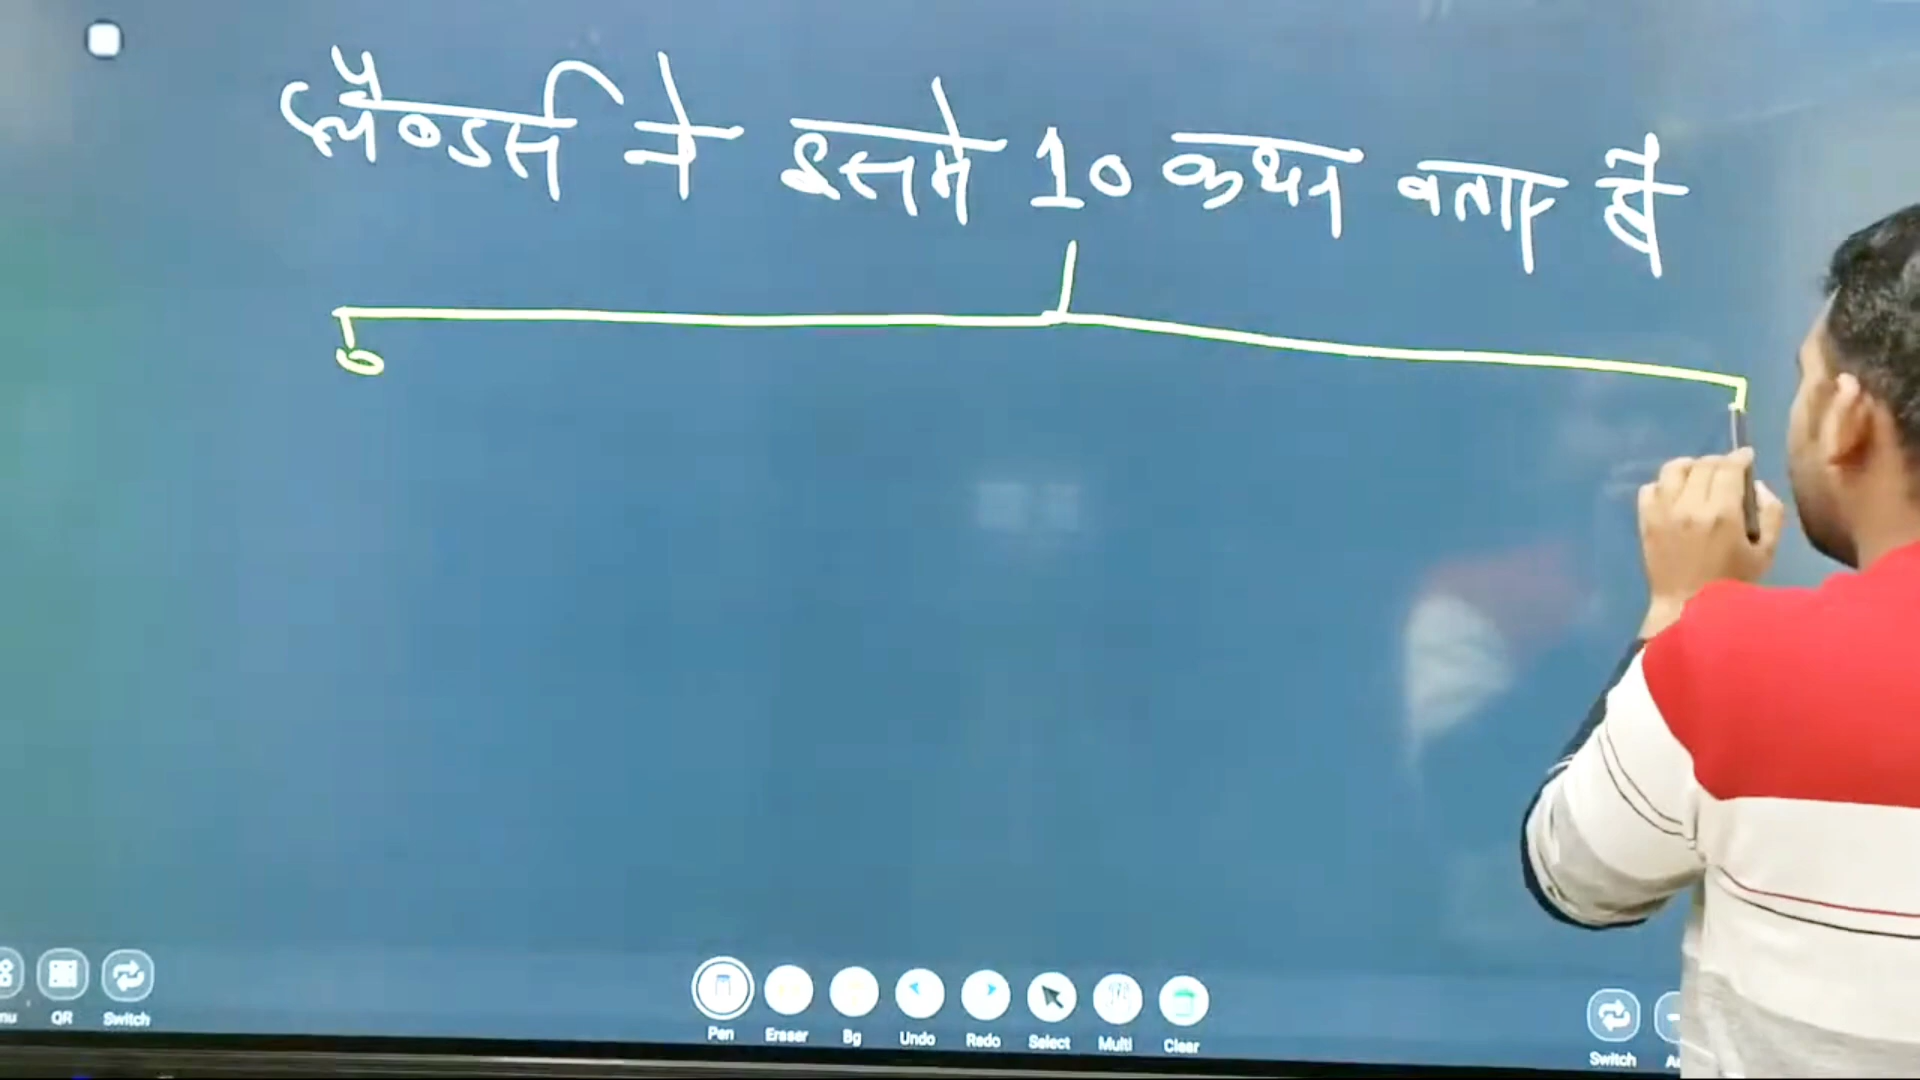 फ्लैण्डर्स ने इसमे 10 कथन बताए है
QR
Switch
Pen
Eraser
Bg
Undo
Redo
Select
Multi
Clear
Switch